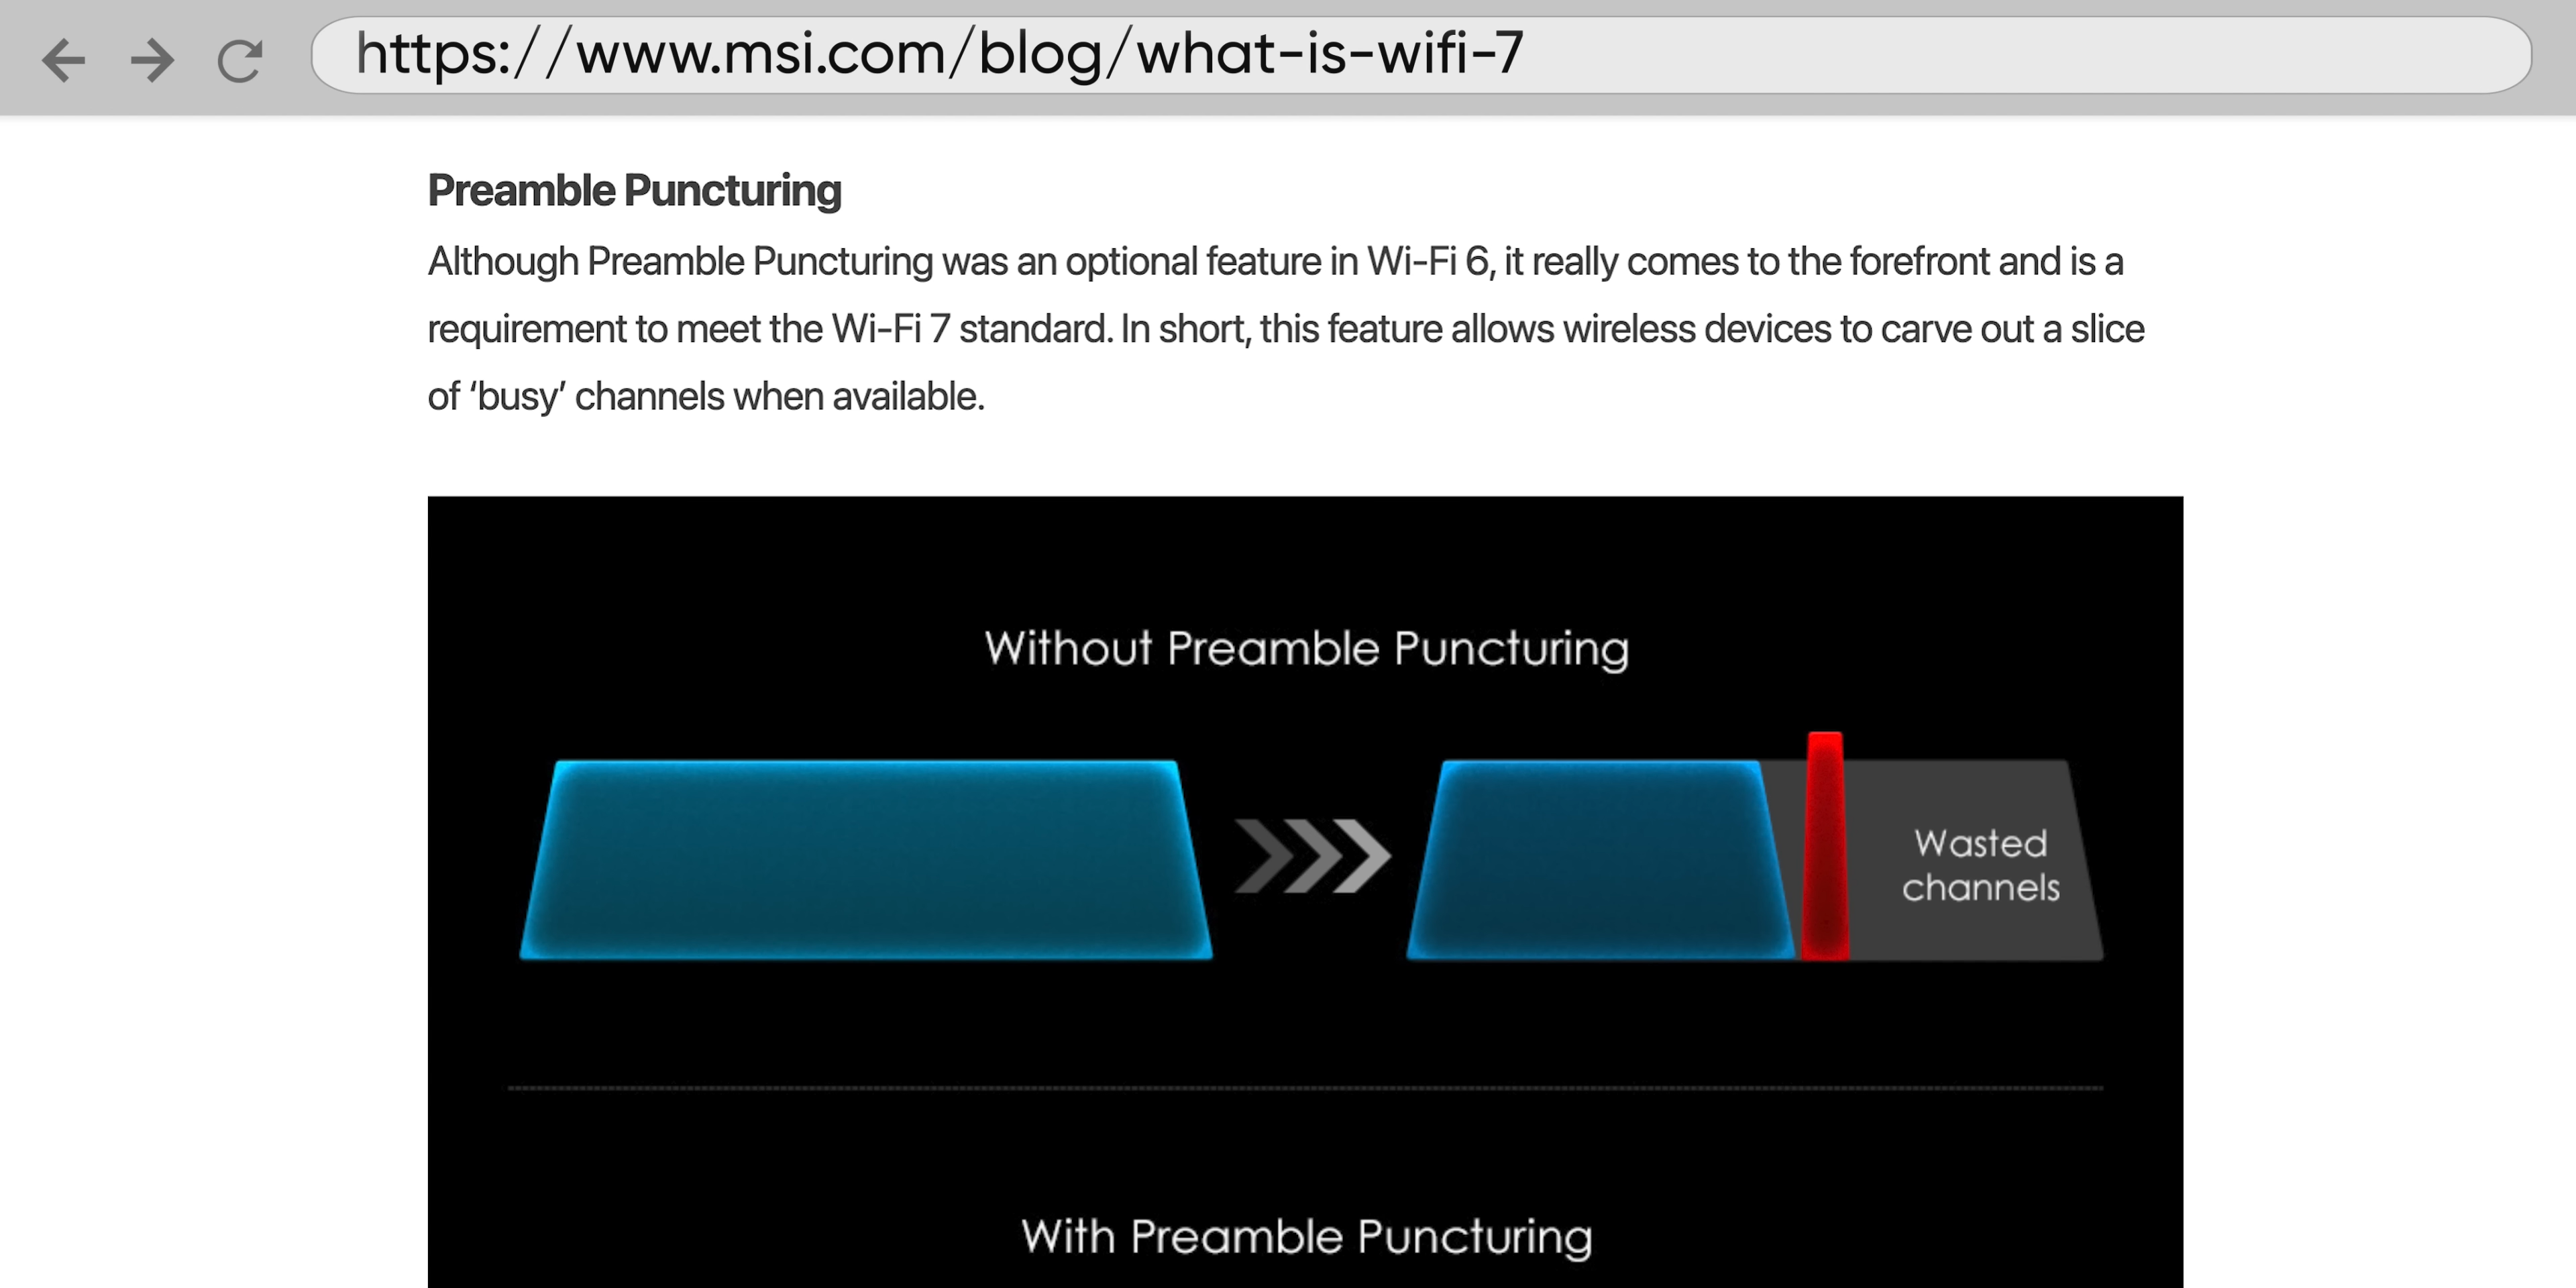 https://www.msi.com/blog/what-is-wifi-7
Preamble Puncturing
Although Preamble Puncturing was an optional feature in Wi-Fi 6, it really comes to the forefront and is a
requirement to meet the Wi-Fi 7 standard. In short, this feature allows wireless devices to carve out a slice
of ‘busy’ channels when available.
Without Preamble Puncturing
Wasted
channels
With Preamble Puncturing